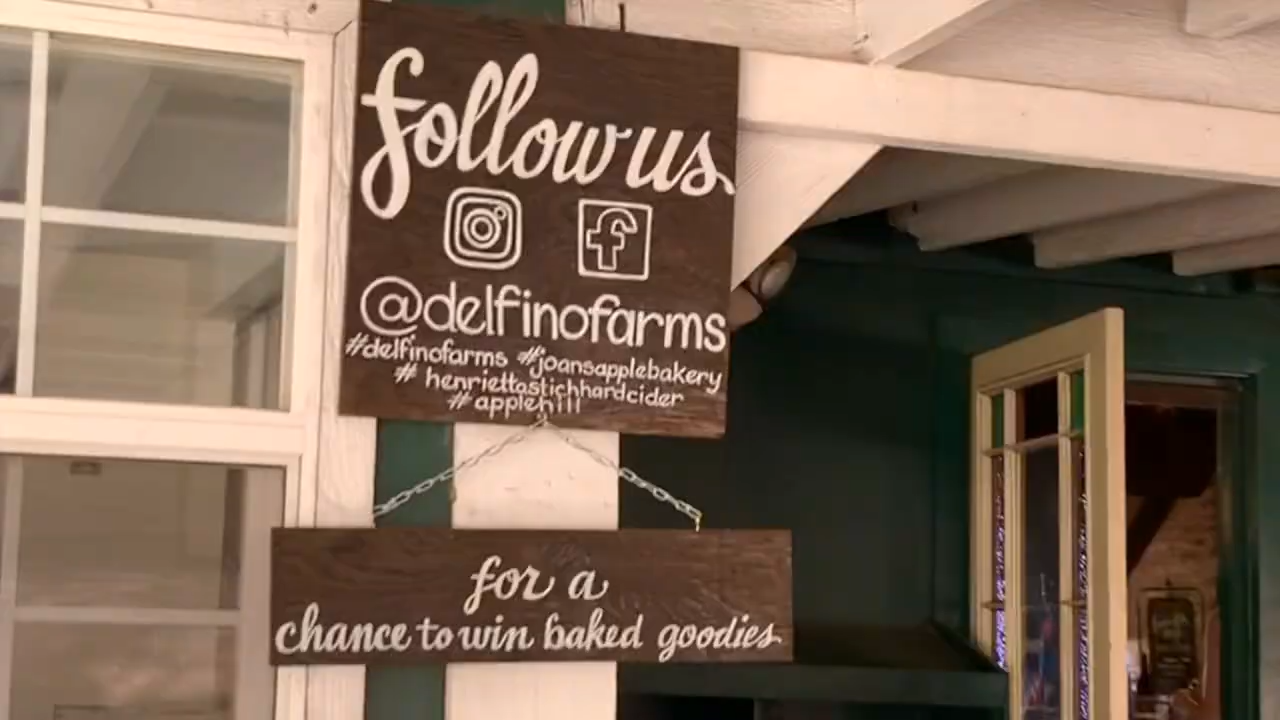 follow us
@delfinofarms
#delfinofarms #joansapplebakery
# henriettastichhardcider
# applehill
for a
chance to win baked goodies